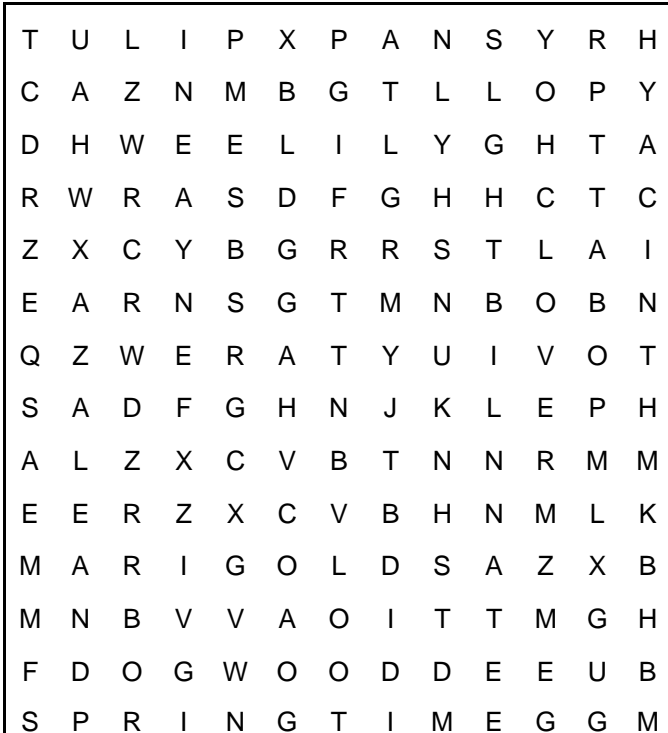 T U L I P X P A N S Y R H
C A Z N M B G T L L O P Y
D H W E E L I L Y G H T A
R W R A S D F G H H C T C
Z X C Y B G R R S T L A I
E A R N S G T M N B O B N
Q Z W E R A T Y U I V O T
S A D F G H N J K L E P H
A L Z X C V B T N N R M M
E E R Z X C V B H N M L K
M A R I G O L D S A Z X B
M N B V V A O I T T M G H
F D O G W O O D D E E U B
S P R I N G T I M E G G M